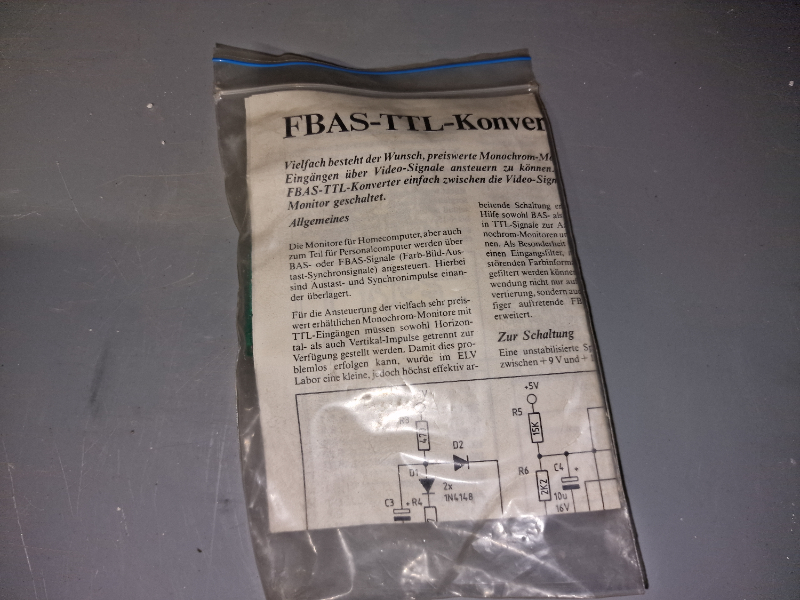 FBAS-TTL-Konver
Vielfach besteht der Wunsch, preiswerte Monochrom-Mo
Eingängen über Video-Signale ansteuern zu können.
FBAS-TTL-Konverter einfach zwischen die Video-Sign
Monitor geschaltet.
Allgemeines
Die Monitore für Homecomputer, aber auch
zum Teil für Personalcomputer werden über
BAS- oder FBAS-Signale (Farb-Bild-Aus-
tast-Synchronsignale) angesteuert. Hierbei
sind Austast- und Synchronimpulse einan-
der überlagert.
Für die Ansteuerung der vielfach sehr preis-
wert erhältlichen Monochrom-Monitore mit
TTL-Eingängen müssen sowohl Horizon-
tal- als auch Vertikal-Impulse getrennt zur
Verfügung gestellt werden. Damit dies pro-
blemlos erfolgen kann, wurde im ELV
Labor eine kleine, jedoch höchst effektiv ar-
beitende Schaltung
Hilfe sowohl BAS- als
in TTL-Signale zur A
nochrom-Monitoren
nen. Als Besonderheit
einen Eingangsfilter,
störenden Farbinform
gefiltert werden können
wendung nicht nur auf
vertierung, sondern auc
figer auftretende FB
erweitert.
Zur Schaltung
Eine unstabilisierte Sp
zwischen +9 V und +1
+5V
R5
15K
R6
2K2
C4
+
10u
16V
R3
47
D2
D1
2x
1N4148
C3
+
R4